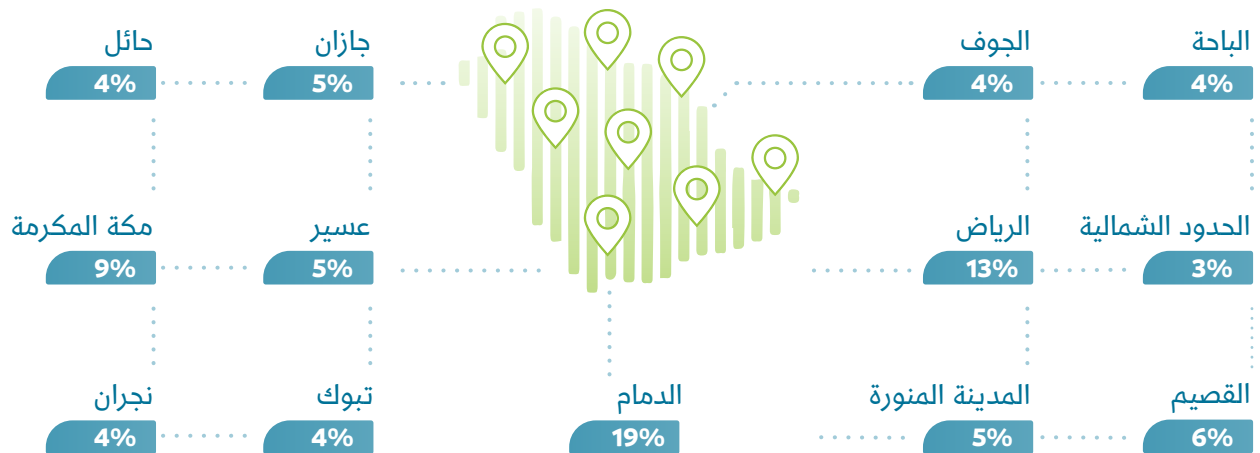 الباحة
4%
الجوف
4%
جازان
5%
حائل
4%
الحدود الشمالية
3%
الرياض
13%
عسير
5%
مكة المكرمة
9%
القصيم
6%
المدينة المنورة
5%
الدمام
19%
تبوك
4%
نجران
4%